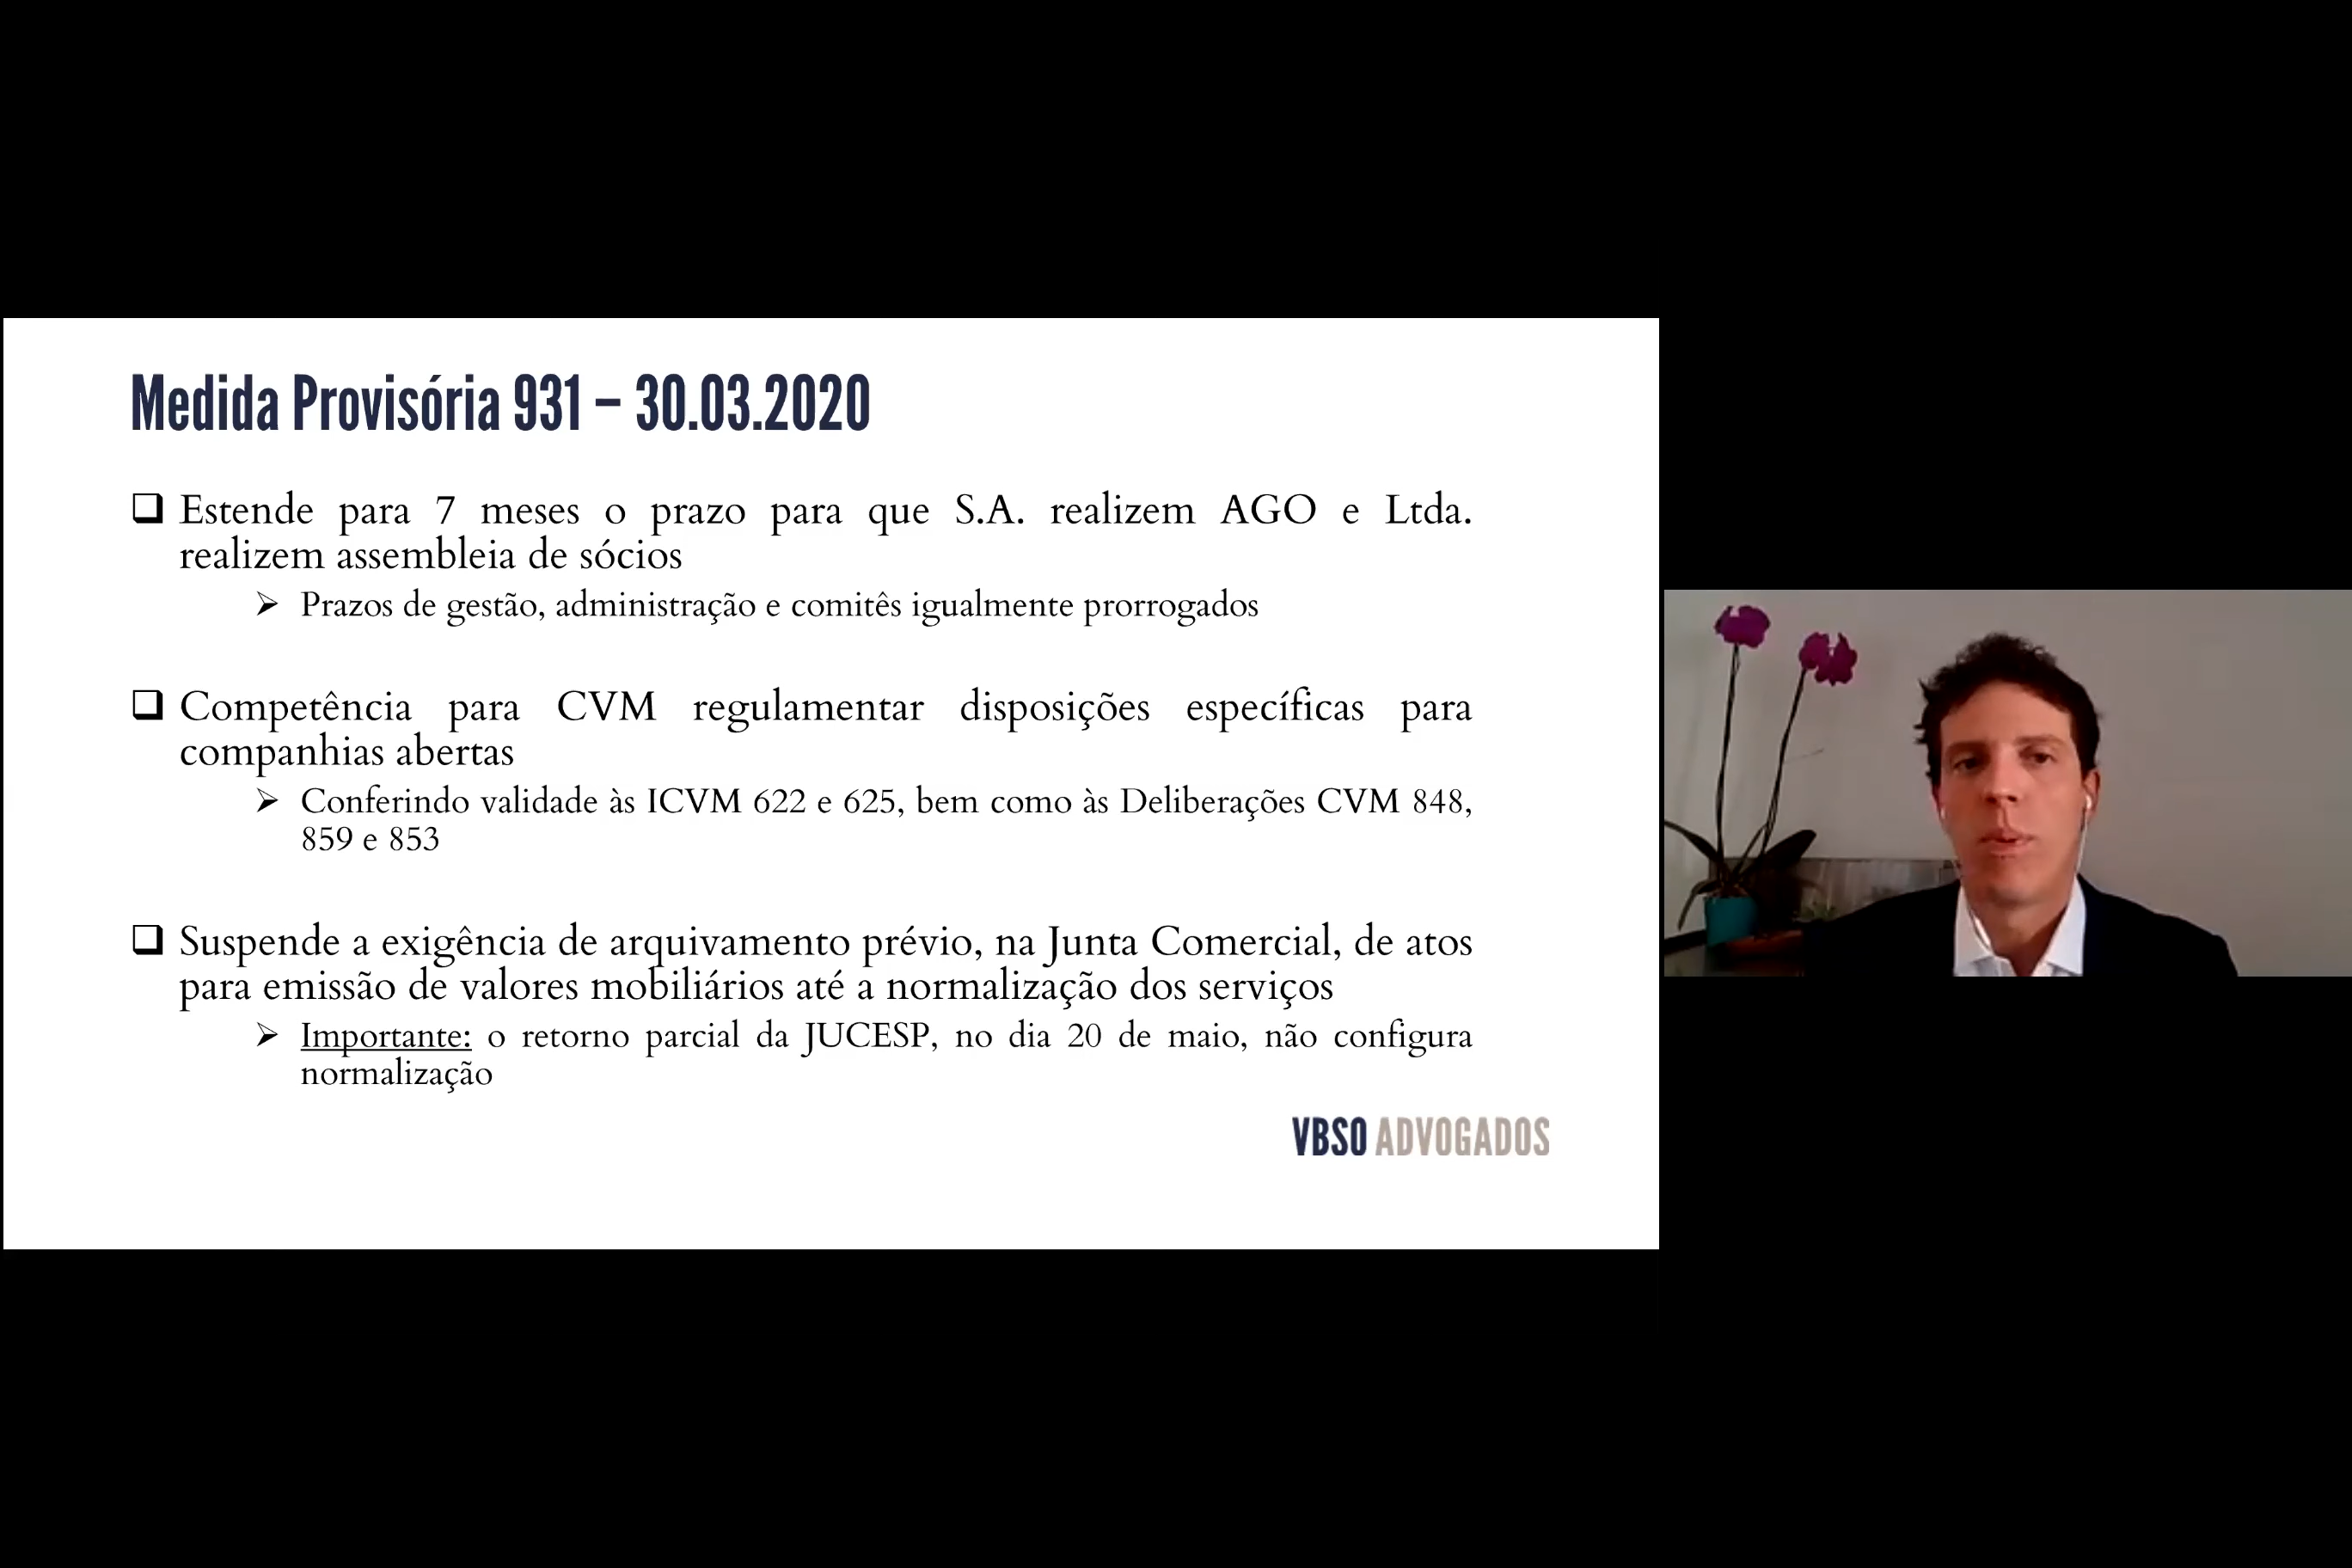 Medida Provisória 931 – 30.03.2020
Estende para 7 meses o prazo para que S.A. realizem AGO e Ltda.
realizem assembleia de sócios
Prazos de gestão, administração e comitês igualmente prorrogados
Competência para CVM regulamentar disposições específicas para
companhias abertas
Conferindo validade às ICVM 622 e 625, bem como às Deliberações CVM 848,
859 e 853
Suspende a exigência de arquivamento prévio, na Junta Comercial, de atos
para emissão de valores mobiliários até a normalização dos serviços
Importante: o retorno parcial da JUCESP, no dia 20 de maio, não configura
normalização
VBSO ADVOGADOS